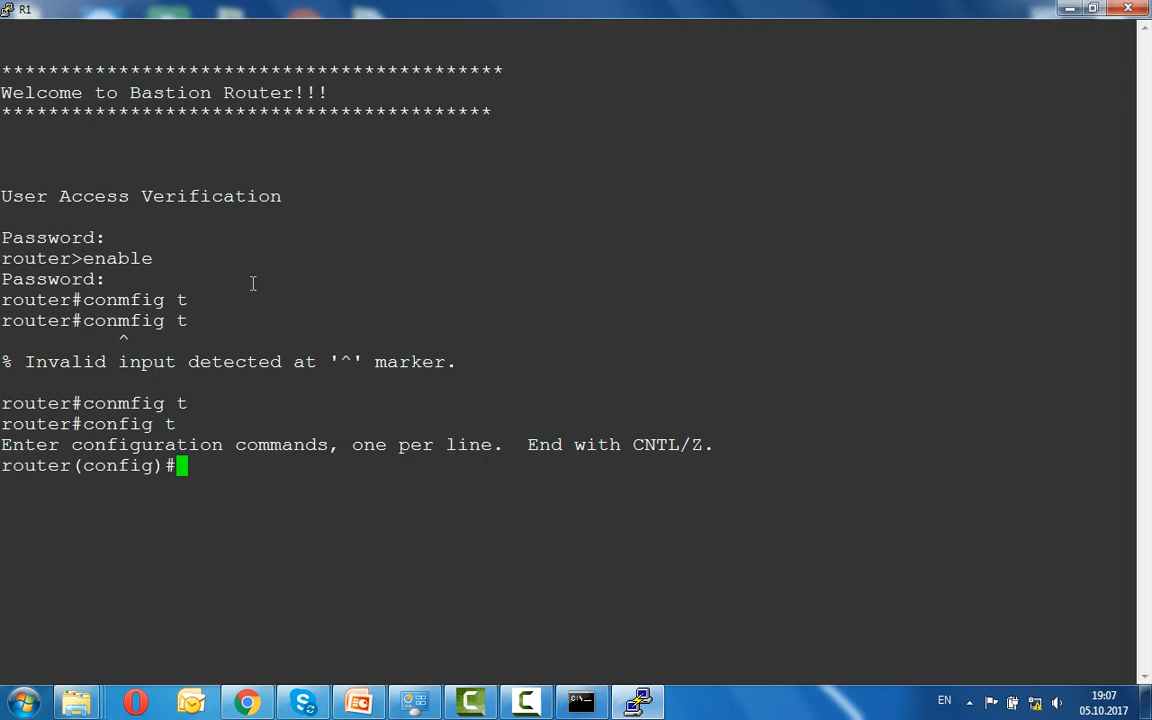 R1
*******************************************
Welcome to Bastion Router!!!
******************************************
User Access Verification
Password:
router>enable
Password:
router#conmfig t
router#conmfig t
^
% Invalid input detected at '^' marker.
router#conmfig t
router#config t
Enter configuration commands, one per line.  End with CNTL/Z.
router(config)#
EN
19:07
05.10.2017